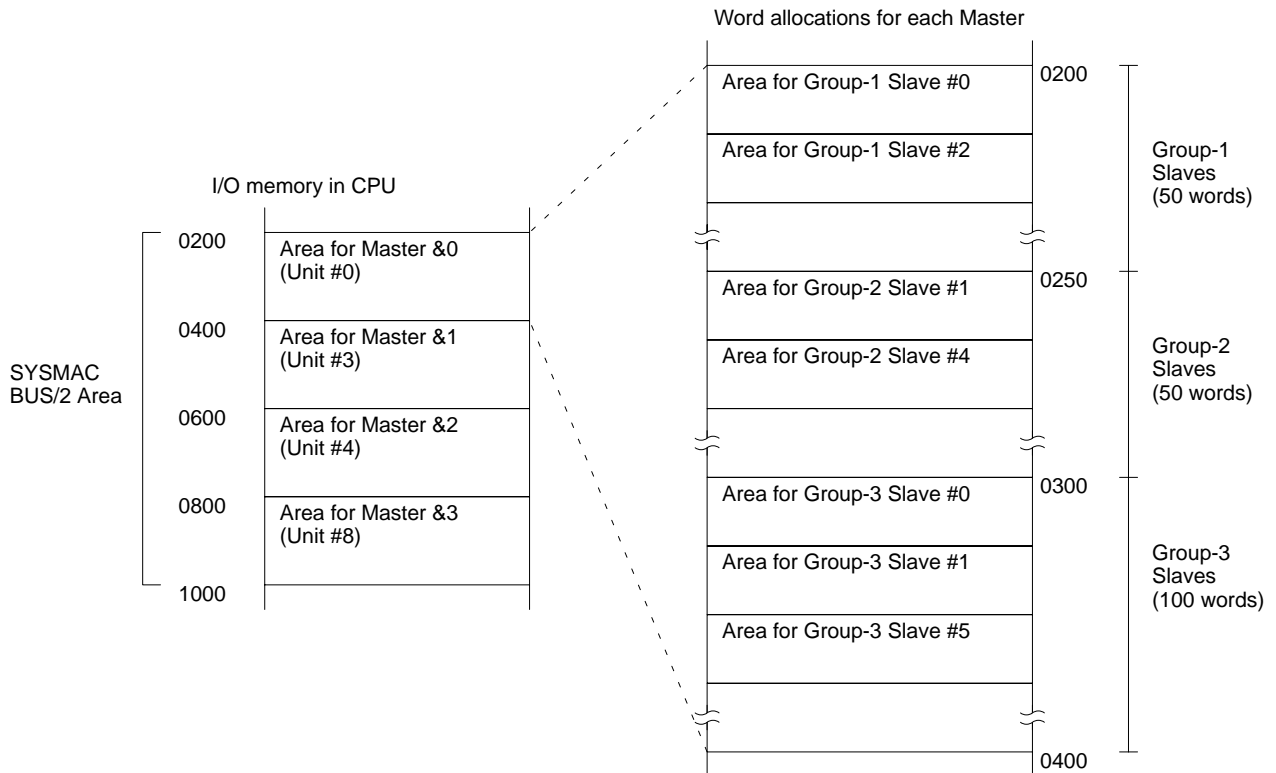 Word allocations for each Master
I/O memory in CPU
SYSMAC
BUS/2 Area
0200
Area for Master &0
(Unit #0)
0400
Area for Master &1
(Unit #3)
0600
Area for Master &2
(Unit #4)
0800
Area for Master &3
(Unit #8)
1000
Area for Group-1 Slave #0
0200
Area for Group-1 Slave #2
Group-1
Slaves
(50 words)
Area for Group-2 Slave #1
0250
Area for Group-2 Slave #4
Group-2
Slaves
(50 words)
Area for Group-3 Slave #0
0300
Area for Group-3 Slave #1
Group-3
Slaves
(100 words)
Area for Group-3 Slave #5
0400